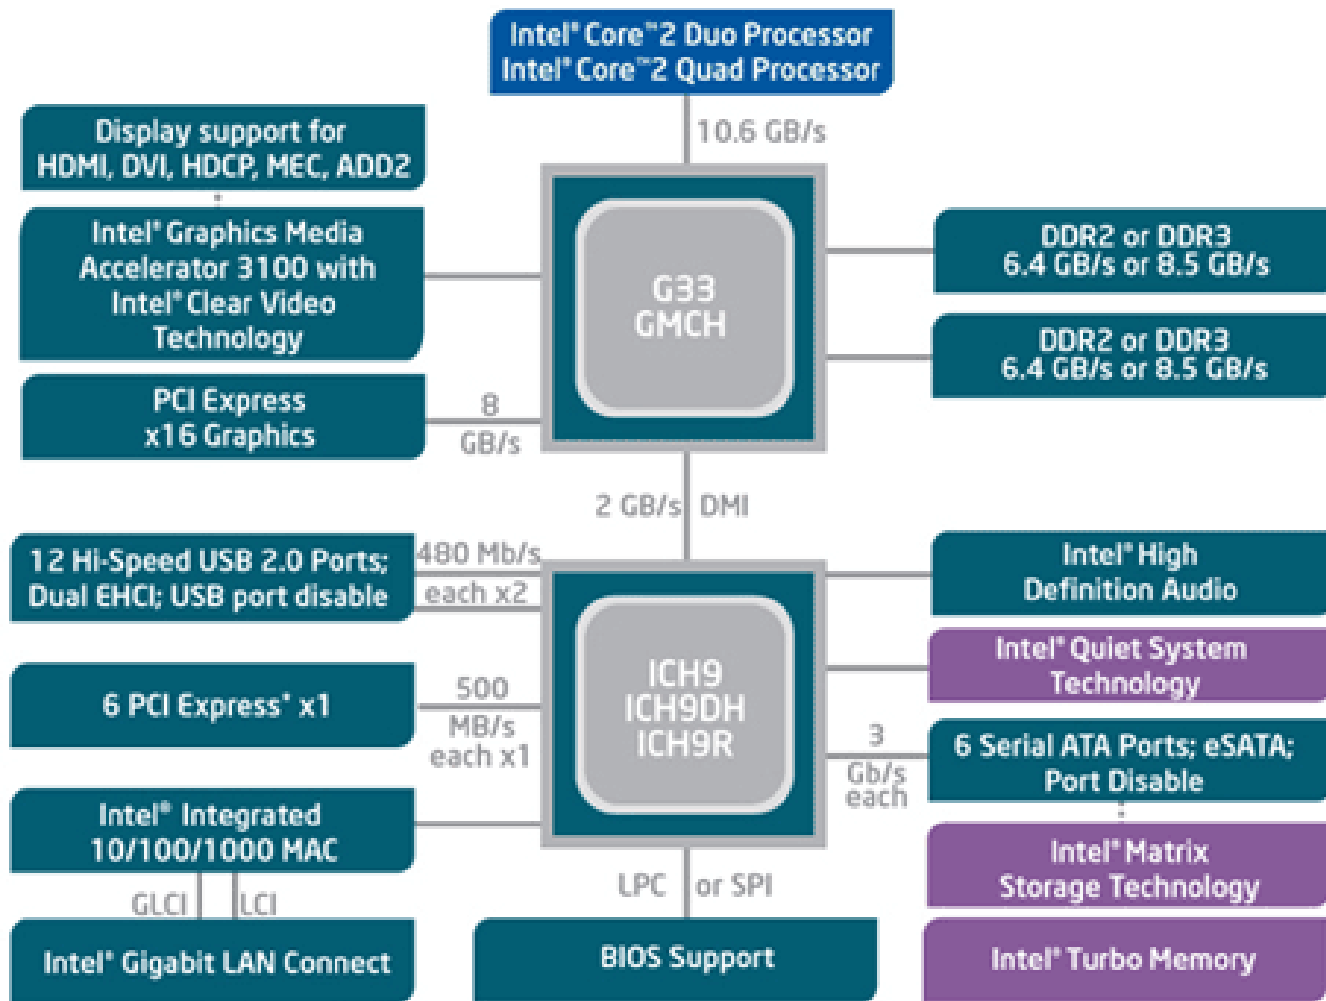 Intel® Core™2 Duo Processor
Intel® Core™2 Quad Processor
10.6 GB/s
Display support for
HDMI, DVI, HDCP, MEC, ADD2
Intel® Graphics Media
Accelerator 3100 with
Intel® Clear Video
Technology
PCI Express
x16 Graphics
8
GB/s
G33
GMCH
DDR2 or DDR3
6.4 GB/s or 8.5 GB/s
DDR2 or DDR3
6.4 GB/s or 8.5 GB/s
2 GB/s DMI
12 Hi-Speed USB 2.0 Ports;
Dual EHCI; USB port disable
480 Mb/s
each x2
6 PCI Express* x1
500
MB/s
each x1
Intel® Integrated
10/100/1000 MAC
GLCI LCI
Intel® Gigabit LAN Connect
ICH9
ICH9DH
ICH9R
LPC or SPI
BIOS Support
Intel® High
Definition Audio
Intel® Quiet System
Technology
3
Gb/s
each
6 Serial ATA Ports; eSATA;
Port Disable
Intel® Matrix
Storage Technology
Intel® Turbo Memory